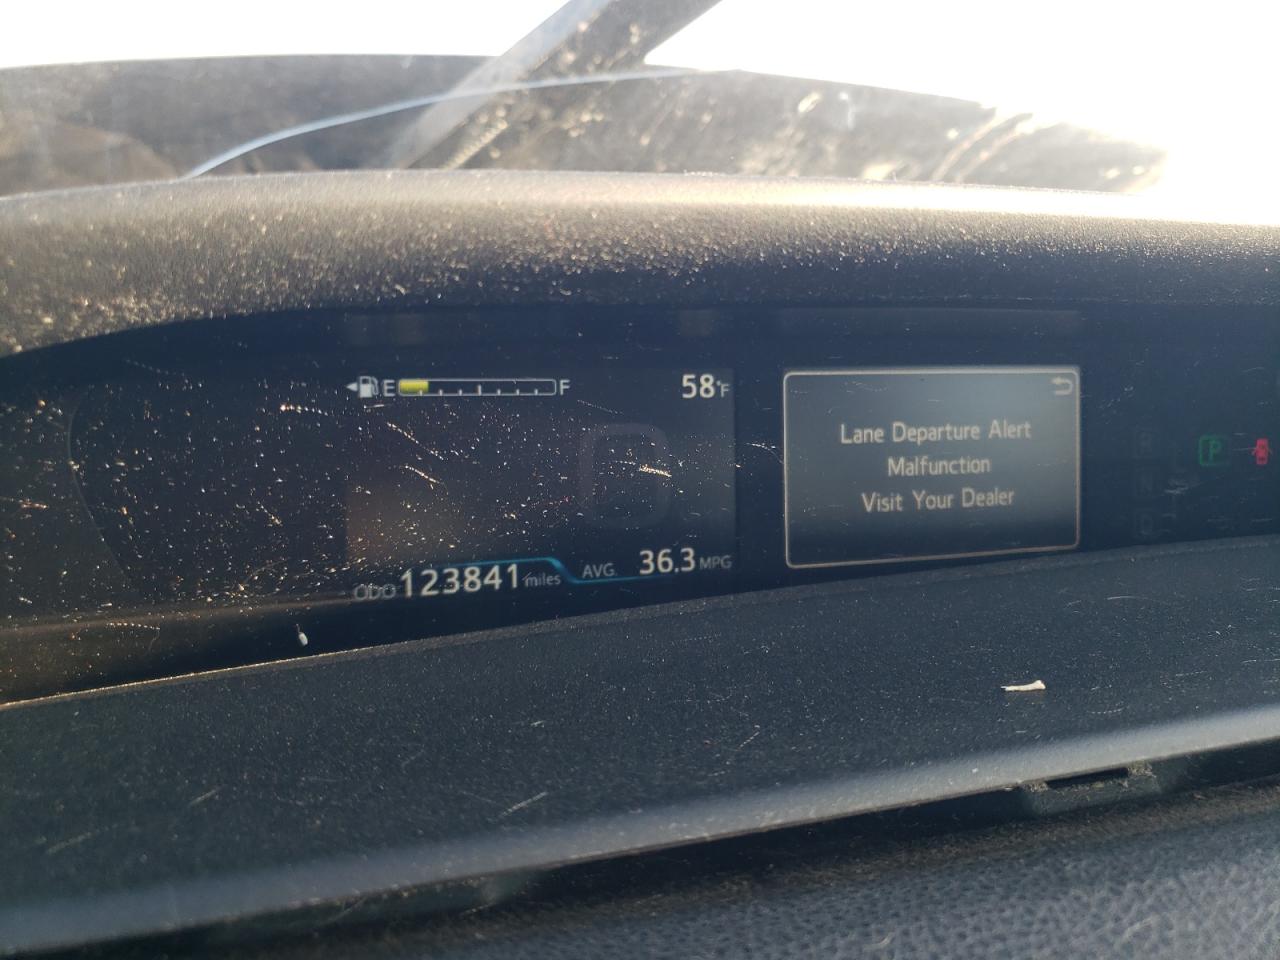 E F 58°F
Lane Departure Alert
Malfunction
Visit Your Dealer
P
ODO 123841 miles AVG. 36.3 MPG